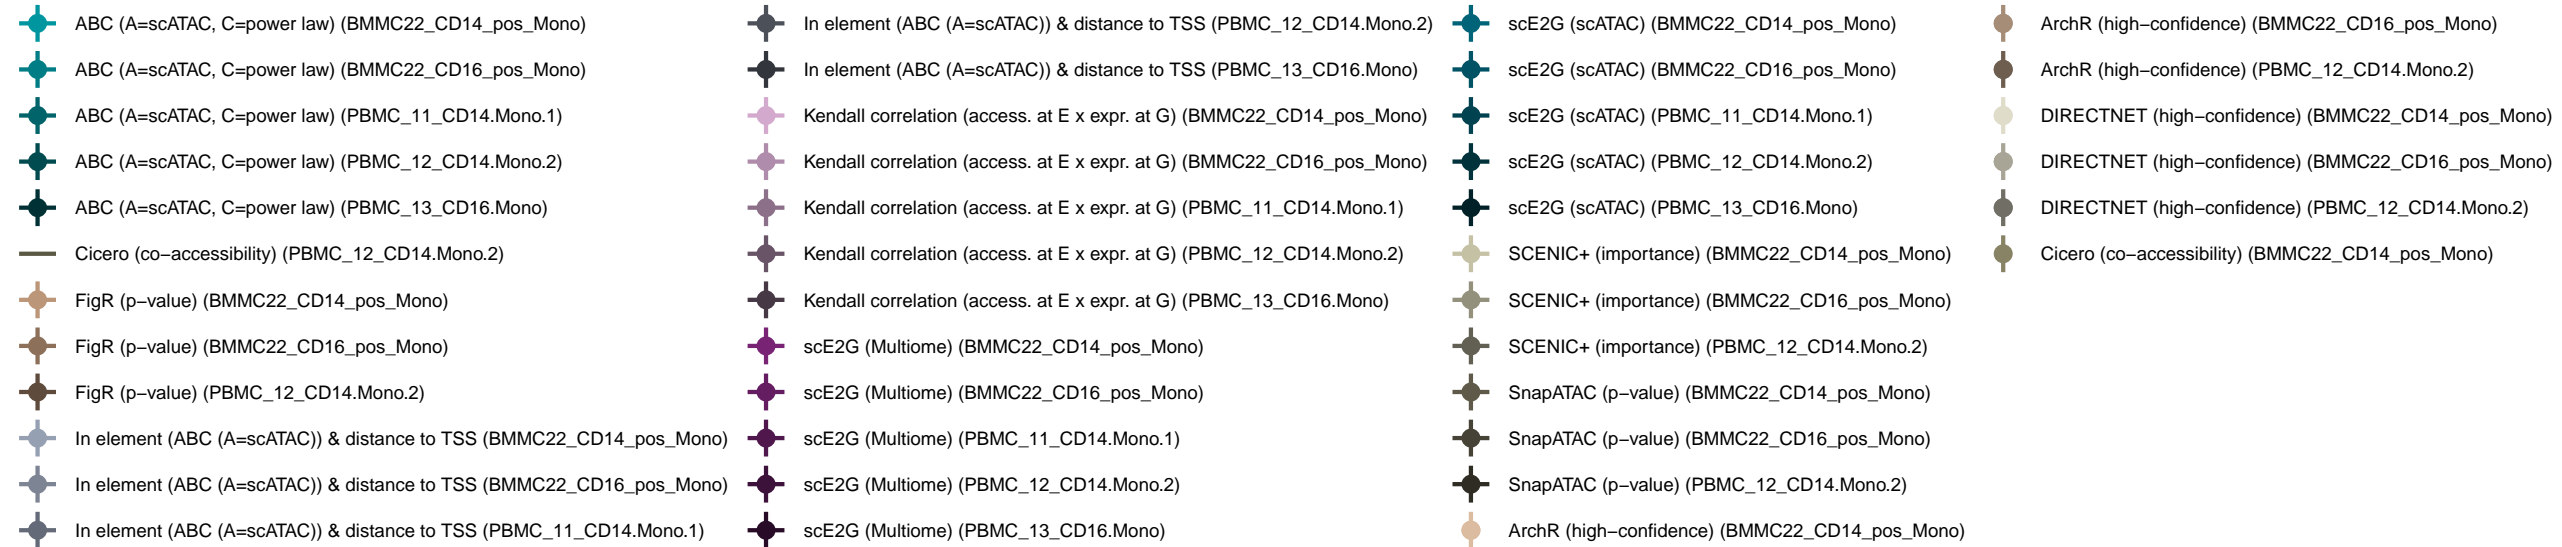 ABC (A=scATAC, C=power law) (BMMC22_CD14_pos_Mono)
ABC (A=scATAC, C=power law) (BMMC22_CD16_pos_Mono)
ABC (A=scATAC, C=power law) (PBMC_11_CD14.Mono.1)
ABC (A=scATAC, C=power law) (PBMC_12_CD14.Mono.2)
ABC (A=scATAC, C=power law) (PBMC_13_CD16.Mono)
Cicero (co−accessibility) (PBMC_12_CD14.Mono.2)
FigR (p−value) (BMMC22_CD14_pos_Mono)
FigR (p−value) (BMMC22_CD16_pos_Mono)
FigR (p−value) (PBMC_12_CD14.Mono.2)
In element (ABC (A=scATAC)) & distance to TSS (BMMC22_CD14_pos_Mono)
In element (ABC (A=scATAC)) & distance to TSS (BMMC22_CD16_pos_Mono)
In element (ABC (A=scATAC)) & distance to TSS (PBMC_11_CD14.Mono.1)
In element (ABC (A=scATAC)) & distance to TSS (PBMC_12_CD14.Mono.2)
In element (ABC (A=scATAC)) & distance to TSS (PBMC_13_CD16.Mono)
Kendall correlation (access. at E x expr. at G) (BMMC22_CD14_pos_Mono)
Kendall correlation (access. at E x expr. at G) (BMMC22_CD16_pos_Mono)
Kendall correlation (access. at E x expr. at G) (PBMC_11_CD14.Mono.1)
Kendall correlation (access. at E x expr. at G) (PBMC_12_CD14.Mono.2)
Kendall correlation (access. at E x expr. at G) (PBMC_13_CD16.Mono)
scE2G (Multiome) (BMMC22_CD14_pos_Mono)
scE2G (Multiome) (BMMC22_CD16_pos_Mono)
scE2G (Multiome) (PBMC_11_CD14.Mono.1)
scE2G (Multiome) (PBMC_12_CD14.Mono.2)
scE2G (Multiome) (PBMC_13_CD16.Mono)
scE2G (scATAC) (BMMC22_CD14_pos_Mono)
scE2G (scATAC) (BMMC22_CD16_pos_Mono)
scE2G (scATAC) (PBMC_11_CD14.Mono.1)
scE2G (scATAC) (PBMC_12_CD14.Mono.2)
scE2G (scATAC) (PBMC_13_CD16.Mono)
SCENIC+ (importance) (BMMC22_CD14_pos_Mono)
SCENIC+ (importance) (BMMC22_CD16_pos_Mono)
SCENIC+ (importance) (PBMC_12_CD14.Mono.2)
SnapATAC (p−value) (BMMC22_CD14_pos_Mono)
SnapATAC (p−value) (BMMC22_CD16_pos_Mono)
SnapATAC (p−value) (PBMC_12_CD14.Mono.2)
ArchR (high−confidence) (BMMC22_CD14_pos_Mono)
ArchR (high−confidence) (BMMC22_CD16_pos_Mono)
ArchR (high−confidence) (PBMC_12_CD14.Mono.2)
DIRECTNET (high−confidence) (BMMC22_CD14_pos_Mono)
DIRECTNET (high−confidence) (BMMC22_CD16_pos_Mono)
DIRECTNET (high−confidence) (PBMC_12_CD14.Mono.2)
Cicero (co−accessibility) (BMMC22_CD14_pos_Mono)